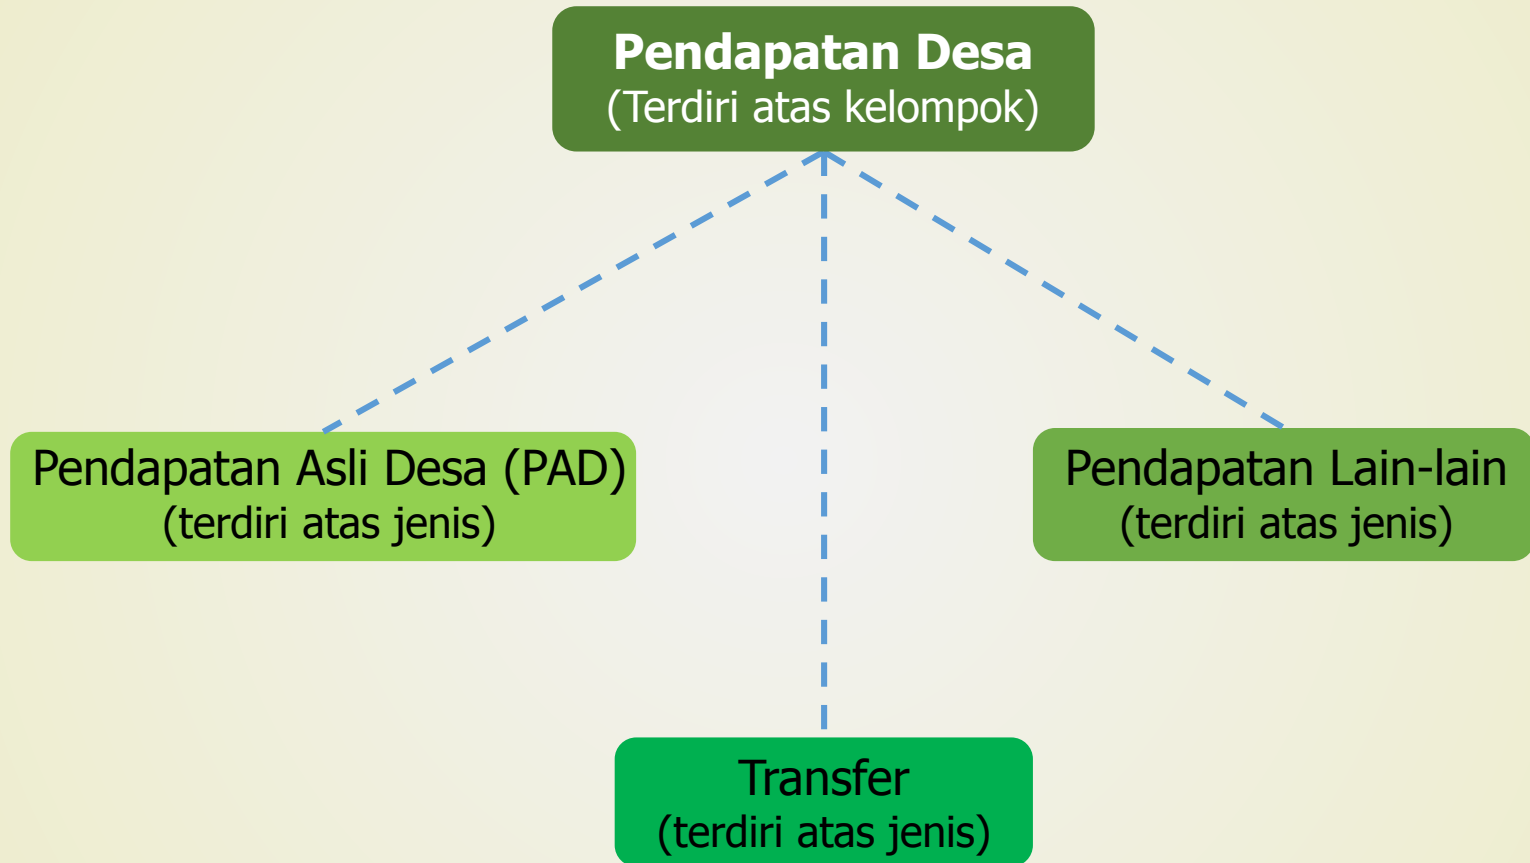 Pendapatan Desa
(Terdiri atas kelompok)
Pendapatan Asli Desa (PAD)
(terdiri atas jenis)
Pendapatan Lain-lain
(terdiri atas jenis)
Transfer
(terdiri atas jenis)